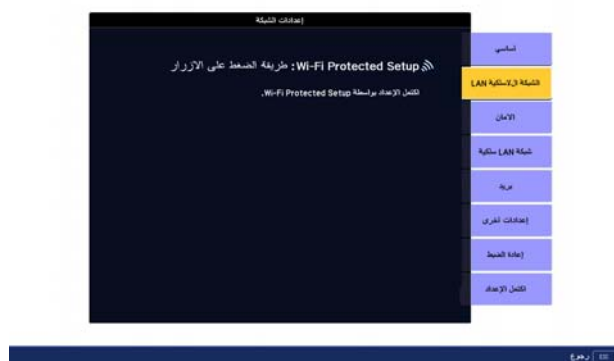 إعدادات الشبكة
Wi-Fi Protected Setup: طريقة الضغط على الازرار
اكتمل الإعداد بواسطة Wi-Fi Protected Setup.
أساسي
الشبكة اللاسلكية LAN
الأمان
شبكة LAN سلكية
بريد
إعدادات أخرى
إعادة الضبط
اكتمل الإعداد
ESC رجوع